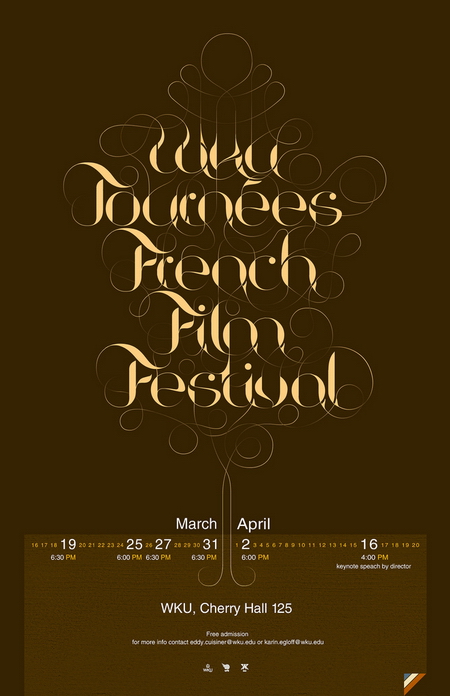 Wku
Tournées
French
Film
Festival
March April
16 17 18 19 20 21 22 23 24 25 26 27 28 29 30 31 1 2 3 4 5 6 7 8 9 10 11 12 13 14 15 16 17 18 19 20
6:30 PM 6:00 PM 6:30 PM 6:30 PM 6:00 PM 4:00 PM
keynote speach by director
WKU, Cherry Hall 125
Free admission
for more info contact eddy.cuisiner@wku.edu or karin.egloff@wku.edu
WKU